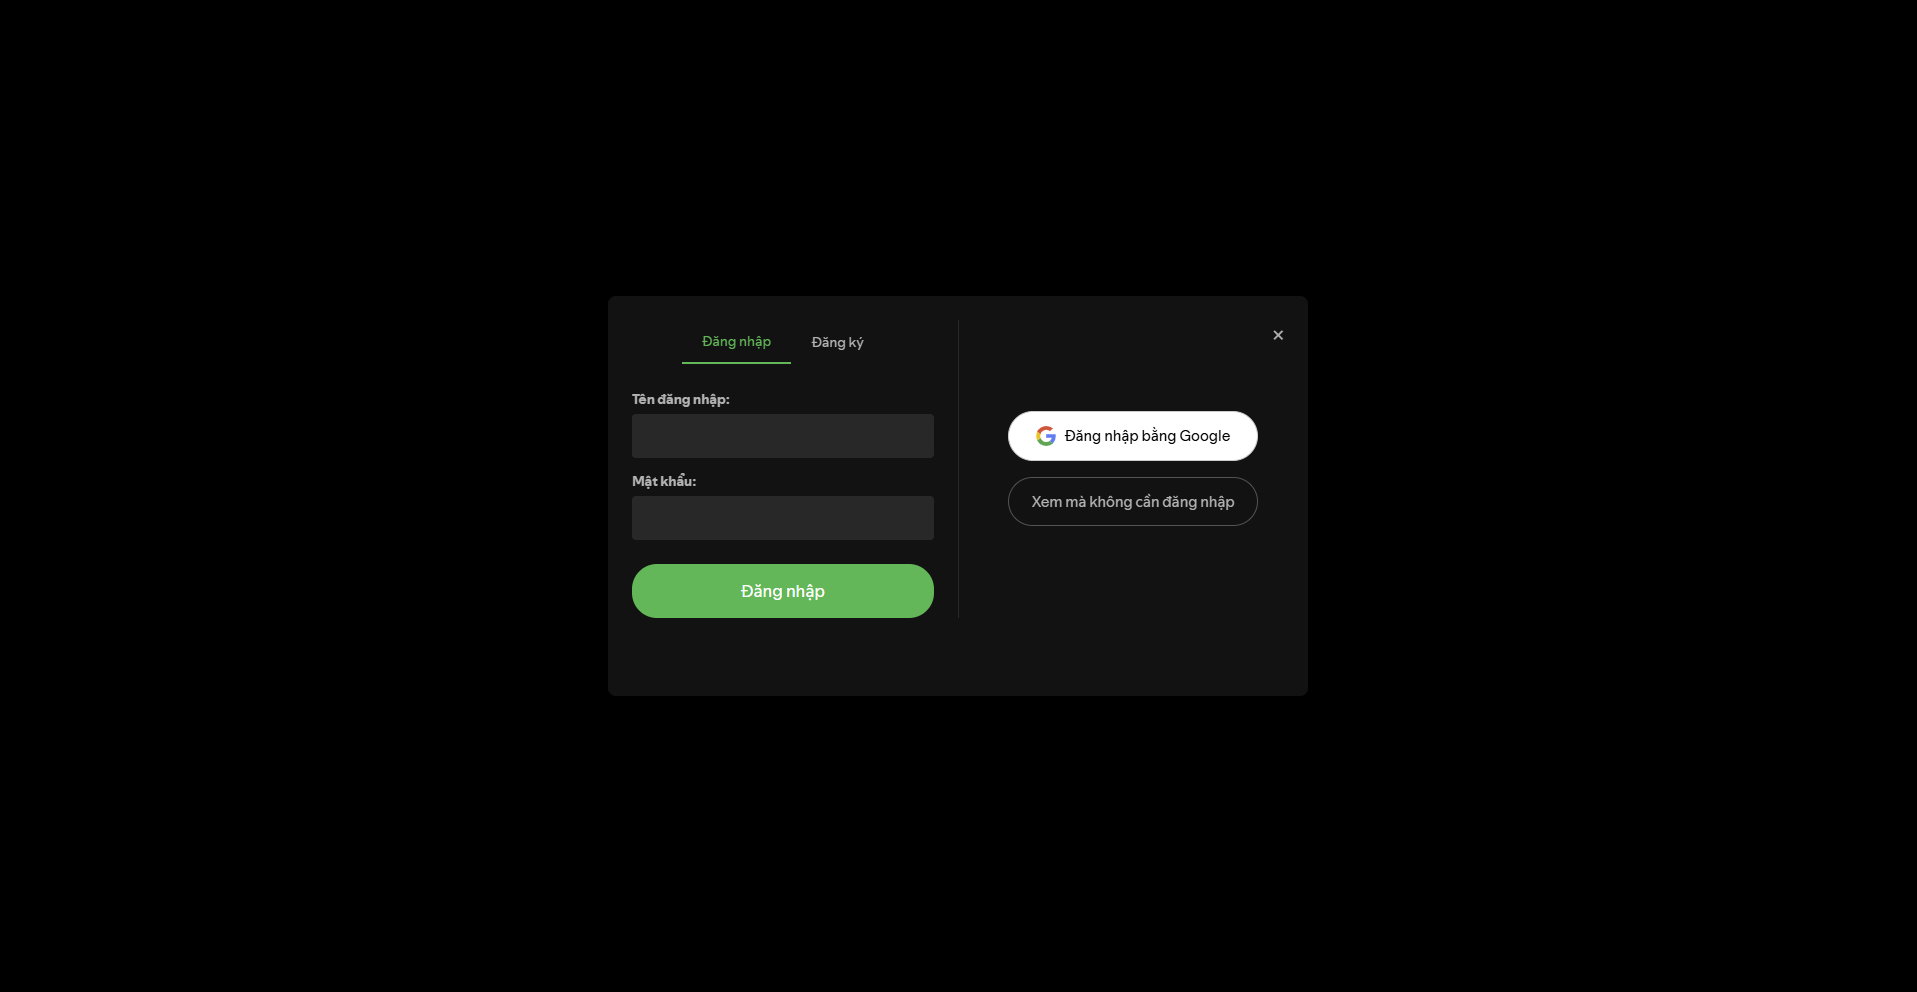 Đăng nhập
Đăng ký
Tên đăng nhập:
Mật khẩu:
Đăng nhập
Đăng nhập bằng Google
Xem mà không cần đăng nhập